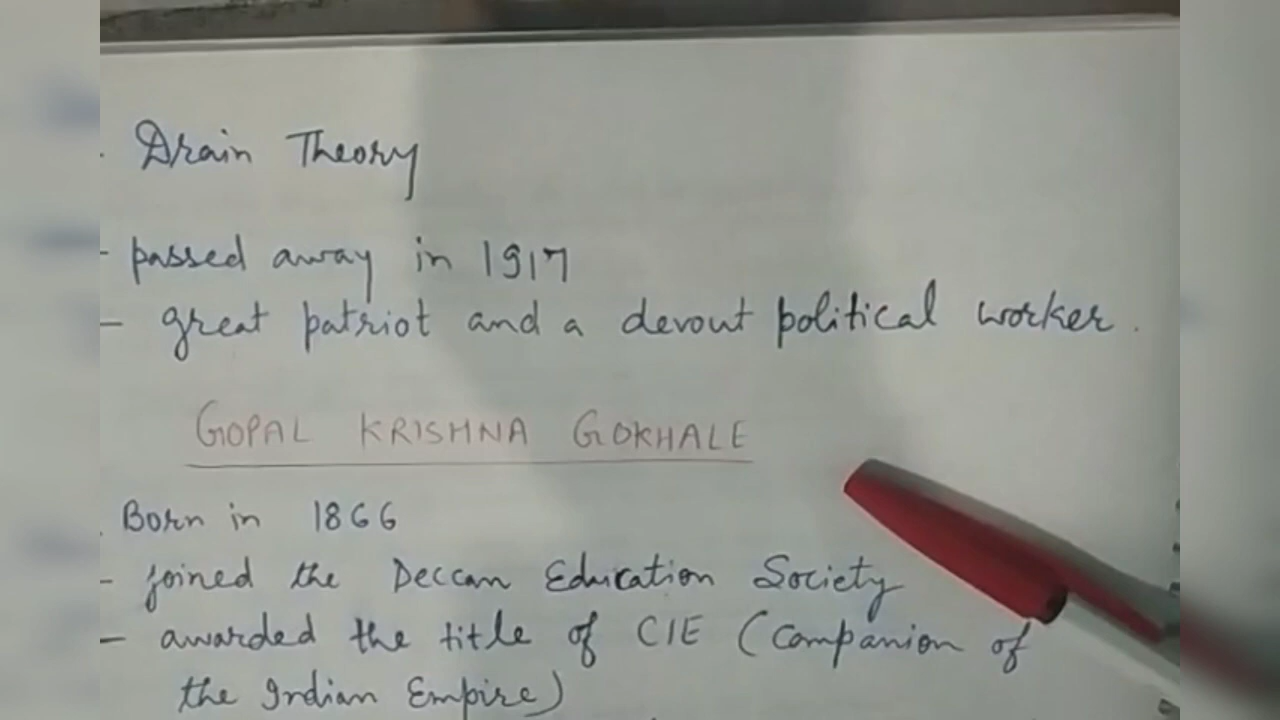 . Drain Theory
- passed away in 1917
- great patriot and a devout political worker.
GOPAL KRISHNA GOKHALE
. Born in 1866
- joined the Deccan Education Society
- awarded the title of CIE (Companion of
the Indian Empire)